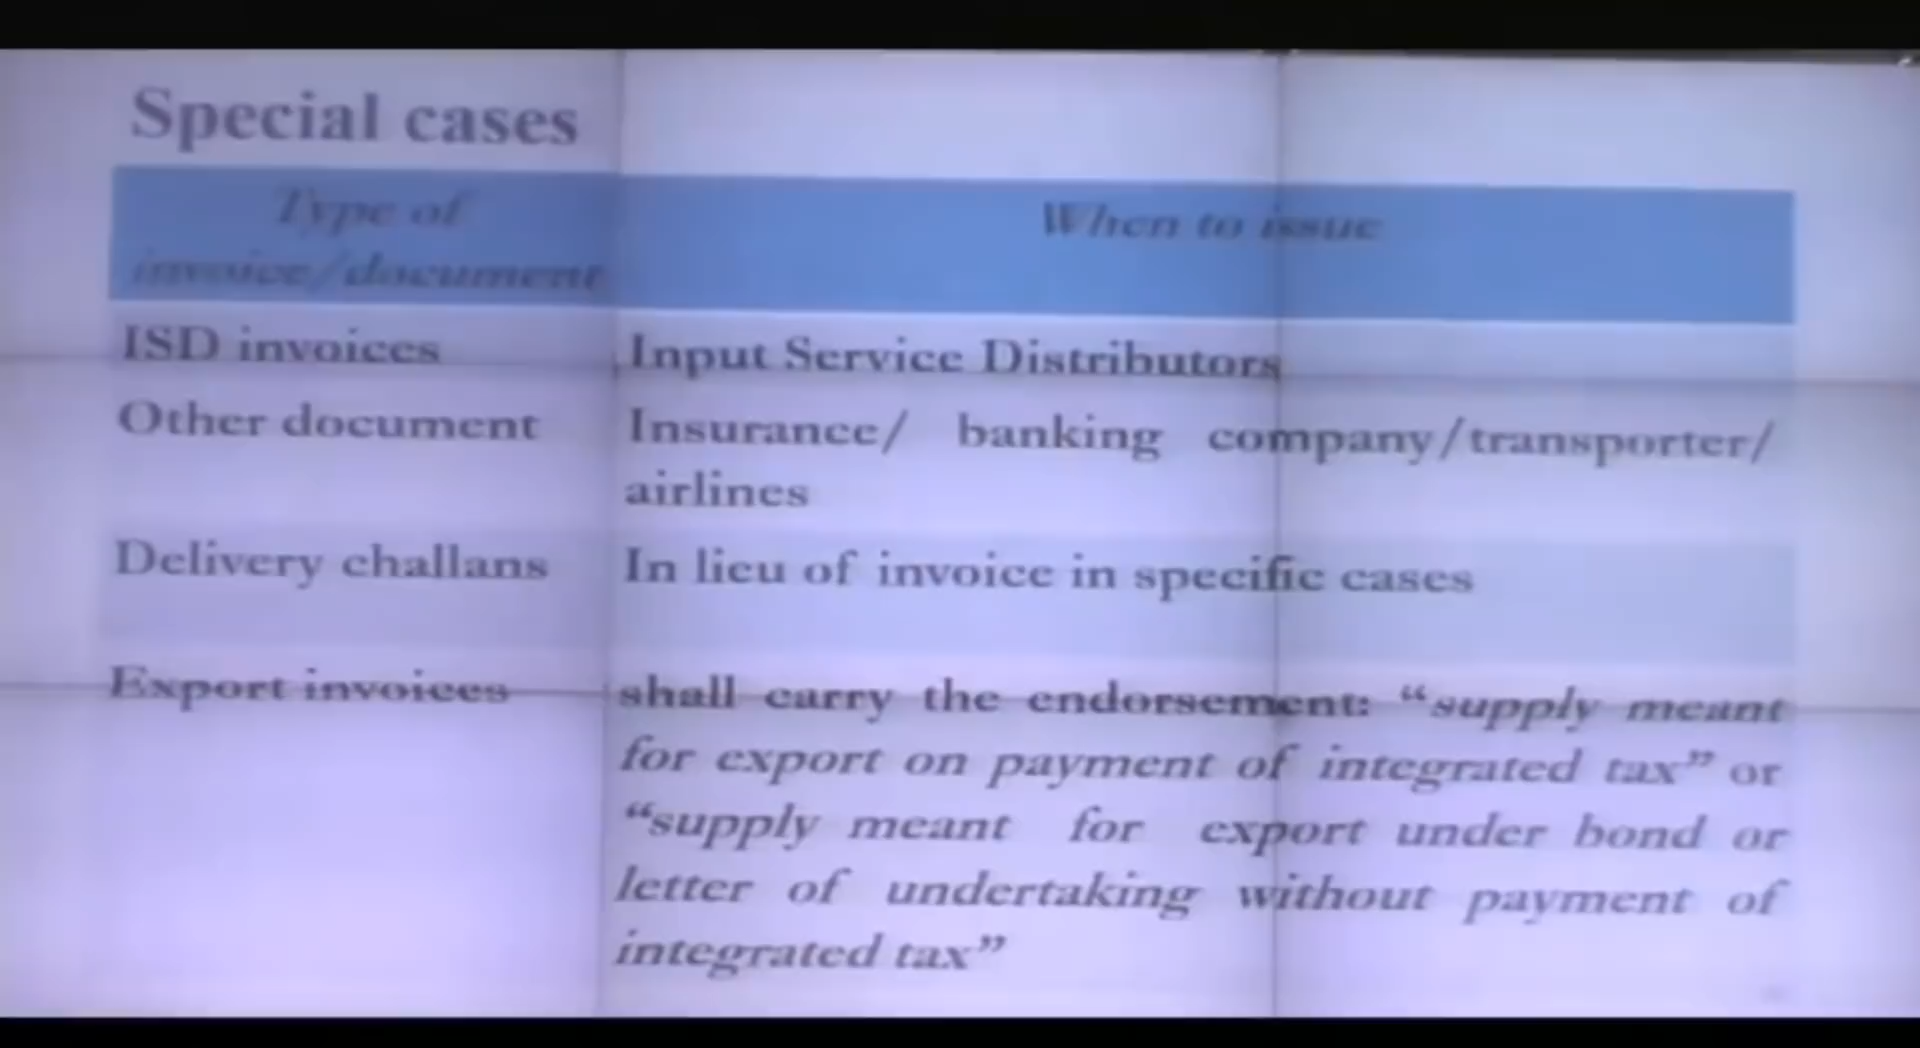 Special cases
Type of
invoice/document
When to issue
ISD invoices
Input Service Distributors
Other document
Insurance/ banking company/transporter/
airlines
Delivery challans
In lieu of invoice in specific cases
Export invoices
shall carry the endorsement: “supply meant
for export on payment of integrated tax” or
“supply meant for export under bond or
letter of undertaking without payment of
integrated tax”